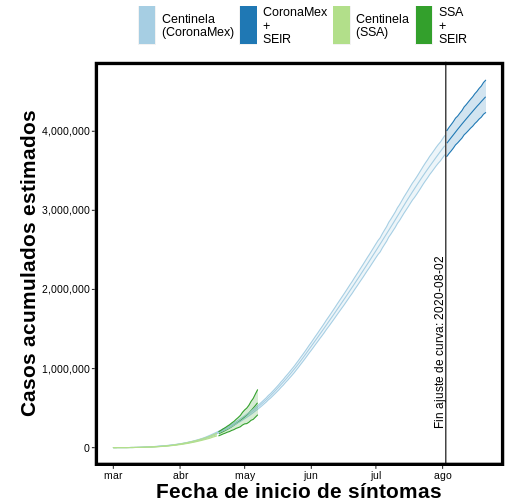 Centinela
(CoronaMex)
CoronaMex
+
SEIR
Centinela
(SSA)
SSA
+
SEIR
Casos acumulados estimados
4,000,000
3,000,000
2,000,000
1,000,000
0
Fin ajuste de curva: 2020-08-02
mar abr may jun jul ago
Fecha de inicio de síntomas